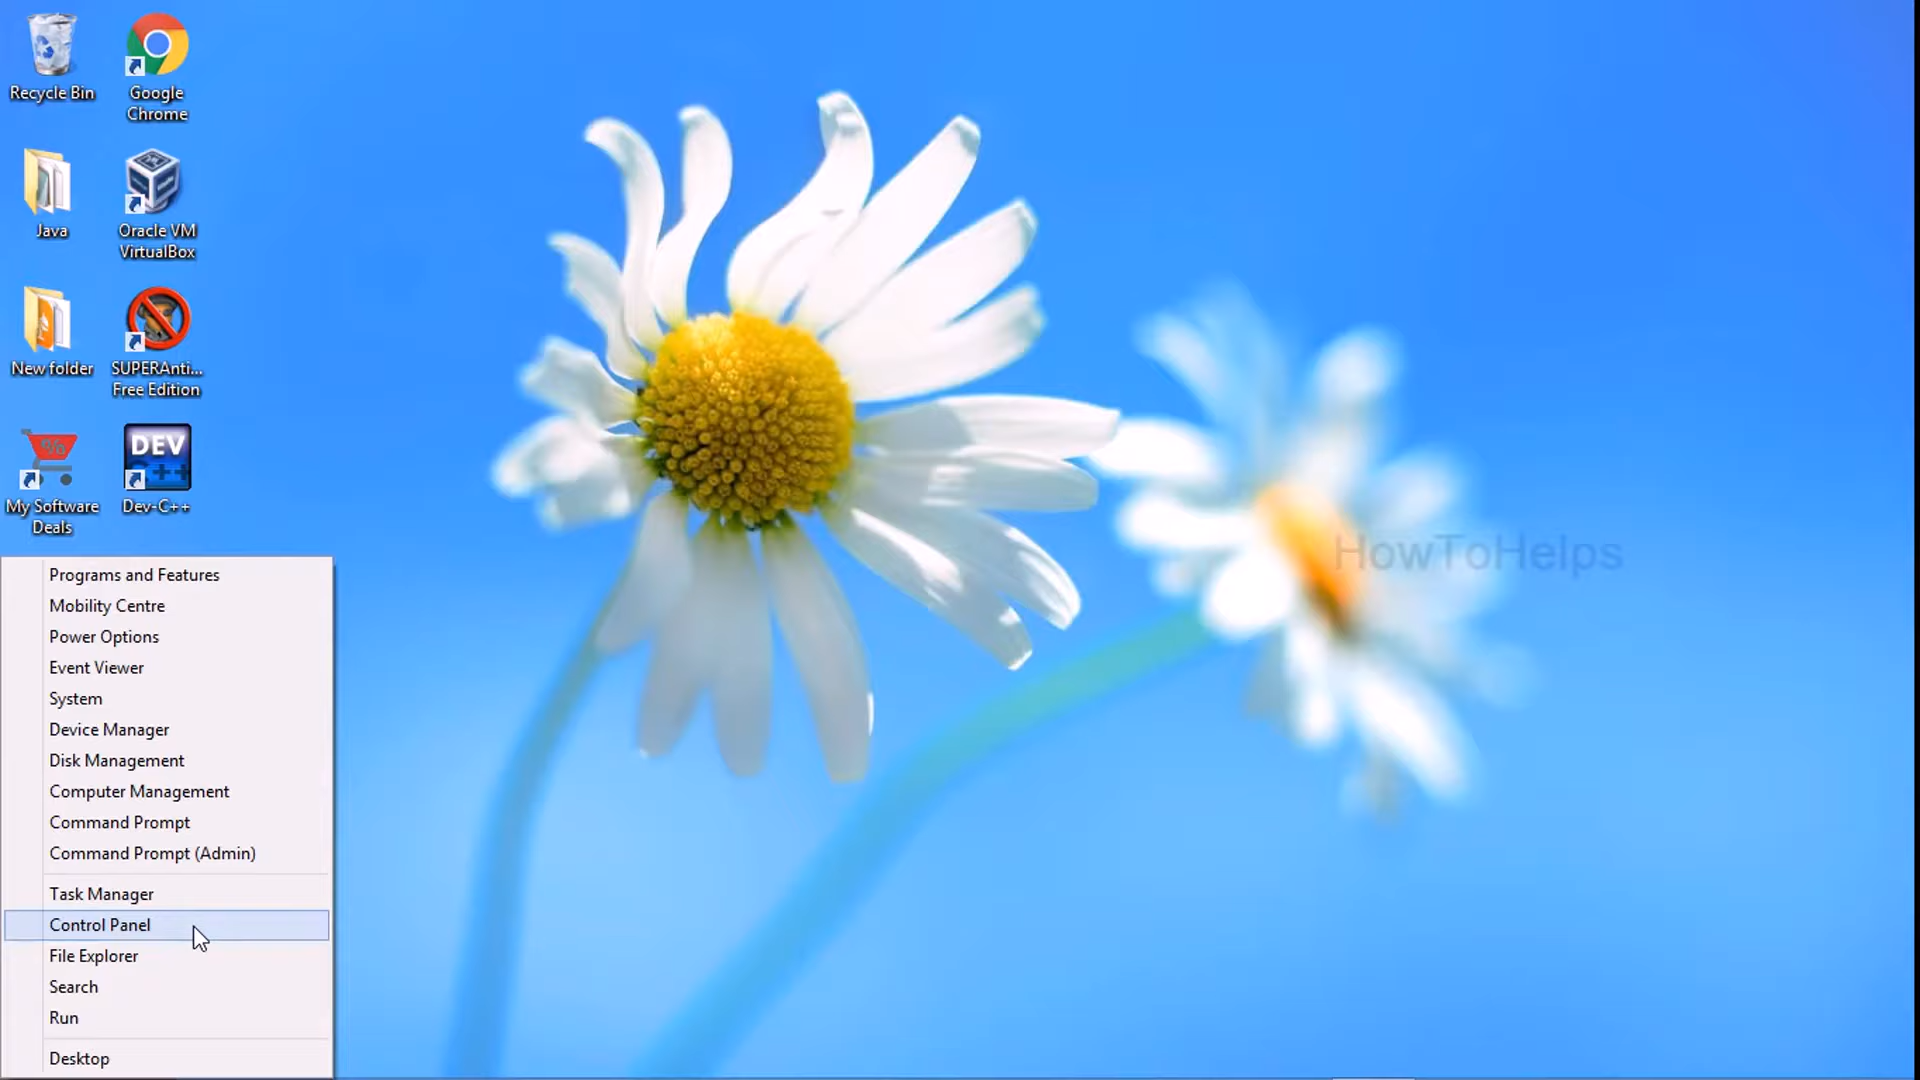 Recycle Bin
Google
Chrome
Java
Oracle VM
VirtualBox
New folder
SUPERAnti...
Free Edition
%
DEV
C++
My Software
Deals
Dev-C++
HowToHelps
Programs and Features
Mobility Centre
Power Options
Event Viewer
System
Device Manager
Disk Management
Computer Management
Command Prompt
Command Prompt (Admin)
Task Manager
Control Panel
File Explorer
Search
Run
Desktop